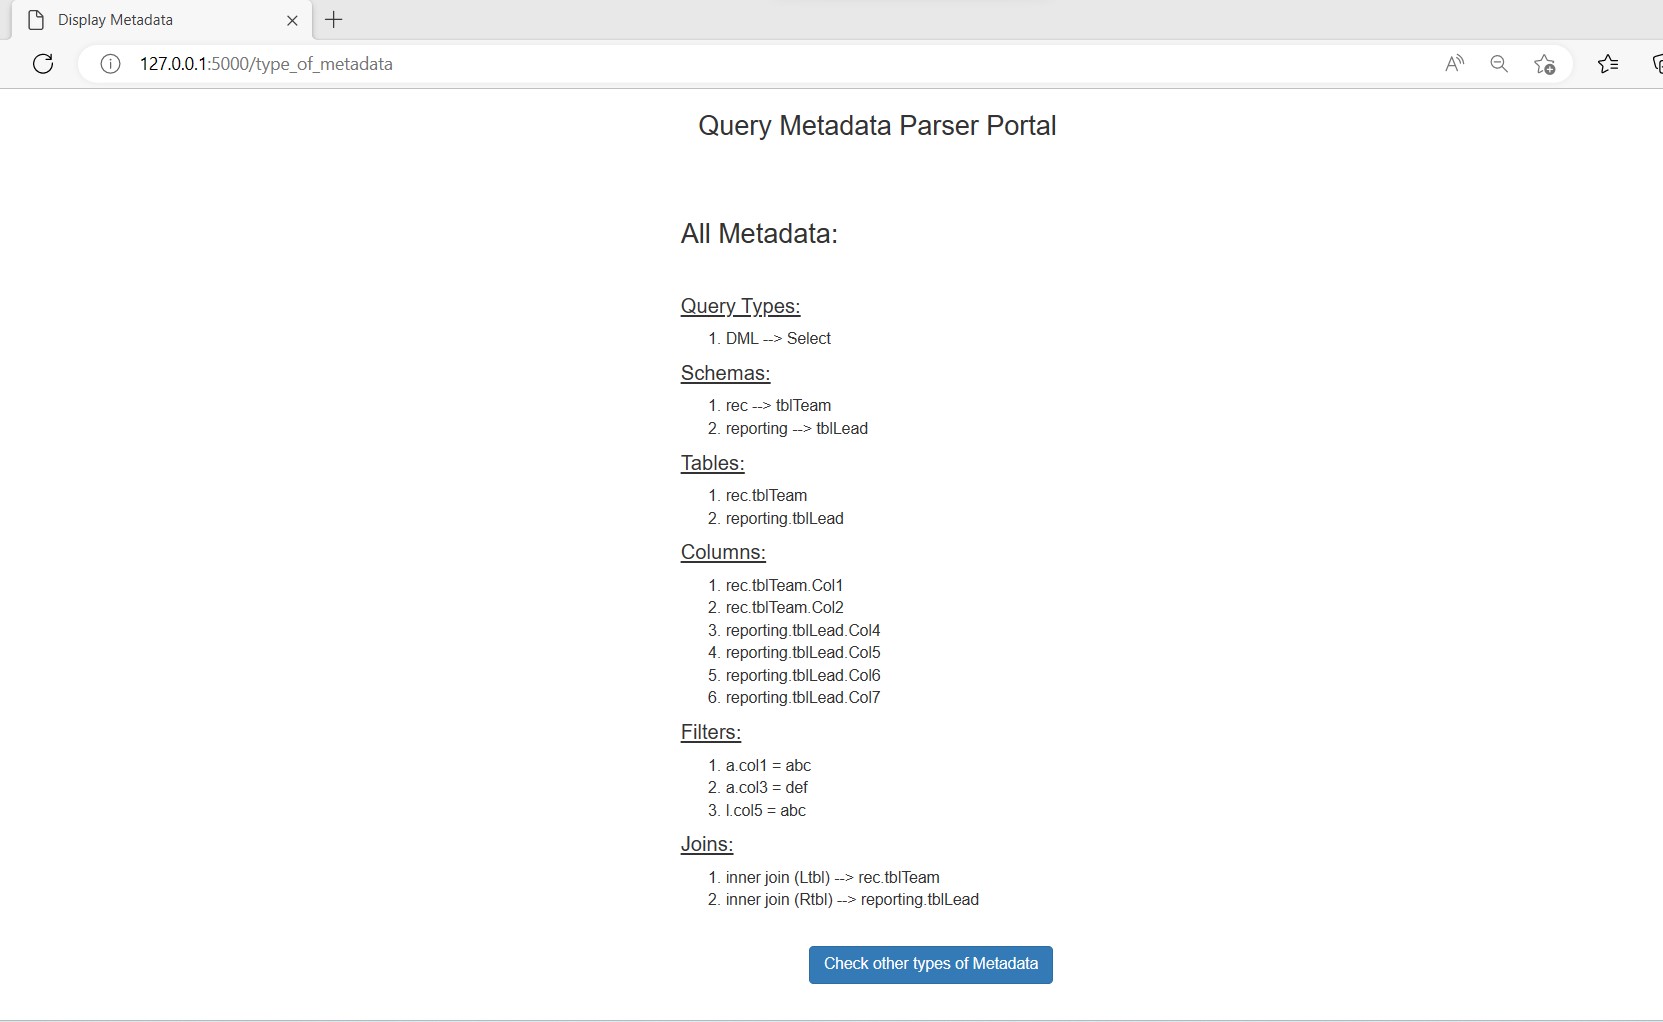 Display Metadata
127.0.0.1:5000/type_of_metadata
Query Metadata Parser Portal
All Metadata:
Query Types:
1. DML --> Select
Schemas:
1. rec --> tblTeam
2. reporting --> tblLead
Tables:
1. rec.tblTeam
2. reporting.tblLead
Columns:
1. rec.tblTeam.Col1
2. rec.tblTeam.Col2
3. reporting.tblLead.Col4
4. reporting.tblLead.Col5
5. reporting.tblLead.Col6
6. reporting.tblLead.Col7
Filters:
1. a.col1 = abc
2. a.col3 = def
3. l.col5 = abc
Joins:
1. inner join (Ltbl) --> rec.tblTeam
2. inner join (Rtbl) --> reporting.tblLead
Check other types of Metadata